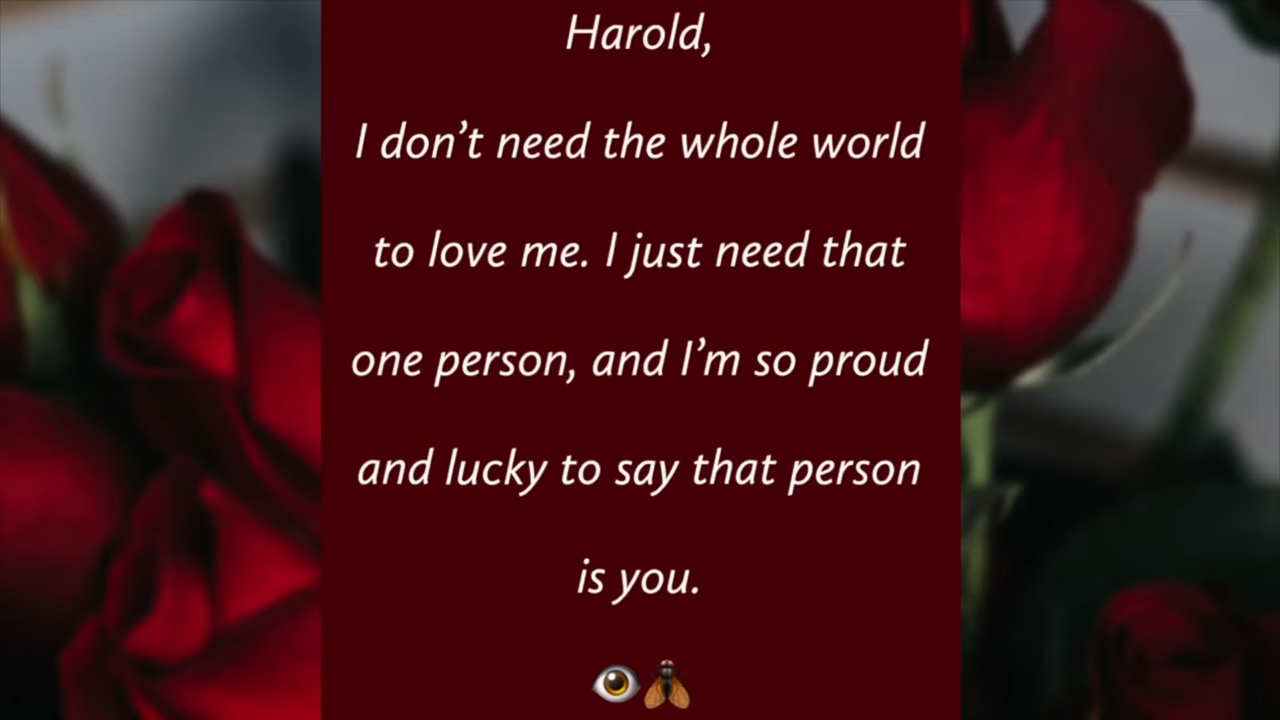 Harold,
I don’t need the whole world
to love me. I just need that
one person, and I’m so proud
and lucky to say that person
is you.
👁️🪰